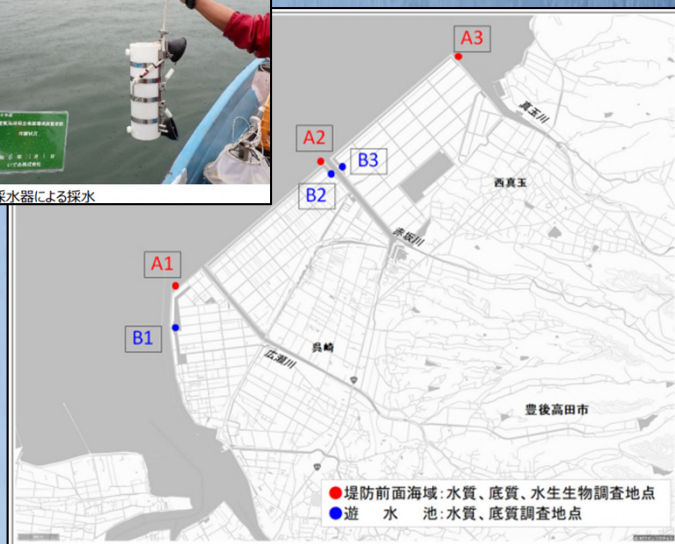 採水器による採水
A3
真玉川
A2
B3
B2
西真玉
赤坂川
A1
B1
呉崎
広瀬川
豊後高田市
●堤防前面海域:水質、底質、水生生物調査地点
●遊 水 池:水質、底質調査地点